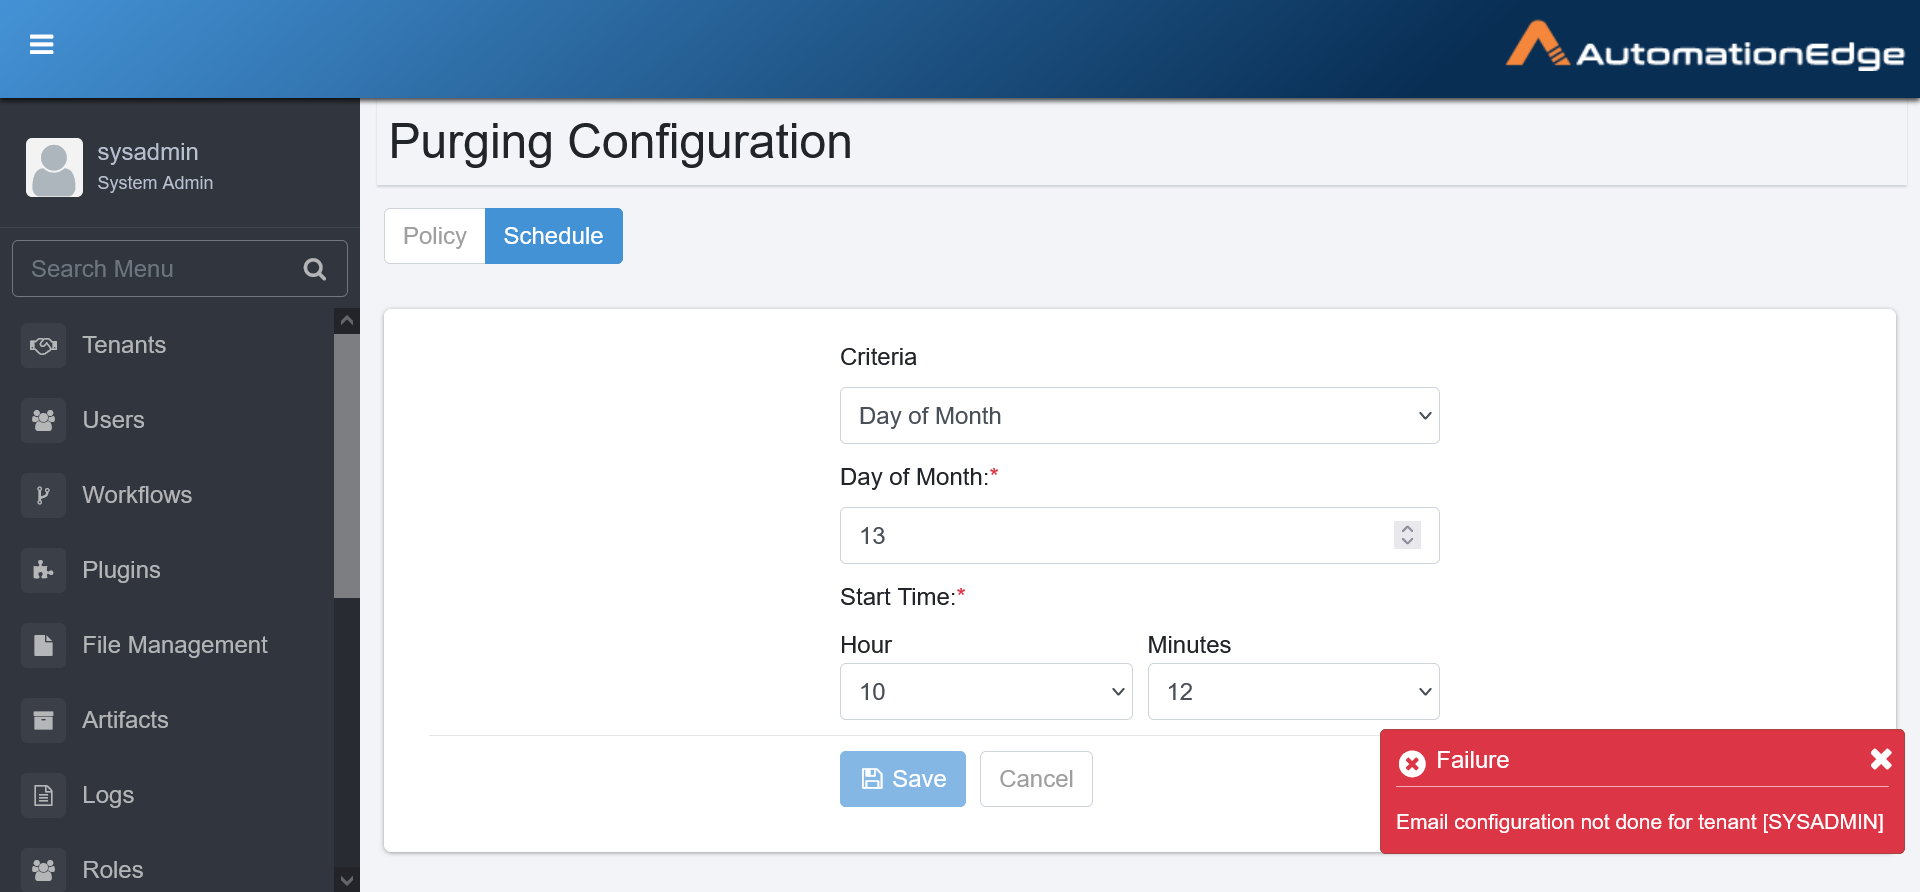 AutomationEdge
sysadmin
System Admin
Search Menu
Tenants
Users
Workflows
Plugins
File Management
Artifacts
Logs
Roles
Purging Configuration
Policy
Schedule
Criteria
Day of Month
Day of Month:*
13
Start Time:*
Hour
Minutes
10
12
Save
Cancel
Failure
Email configuration not done for tenant [SYSADMIN]